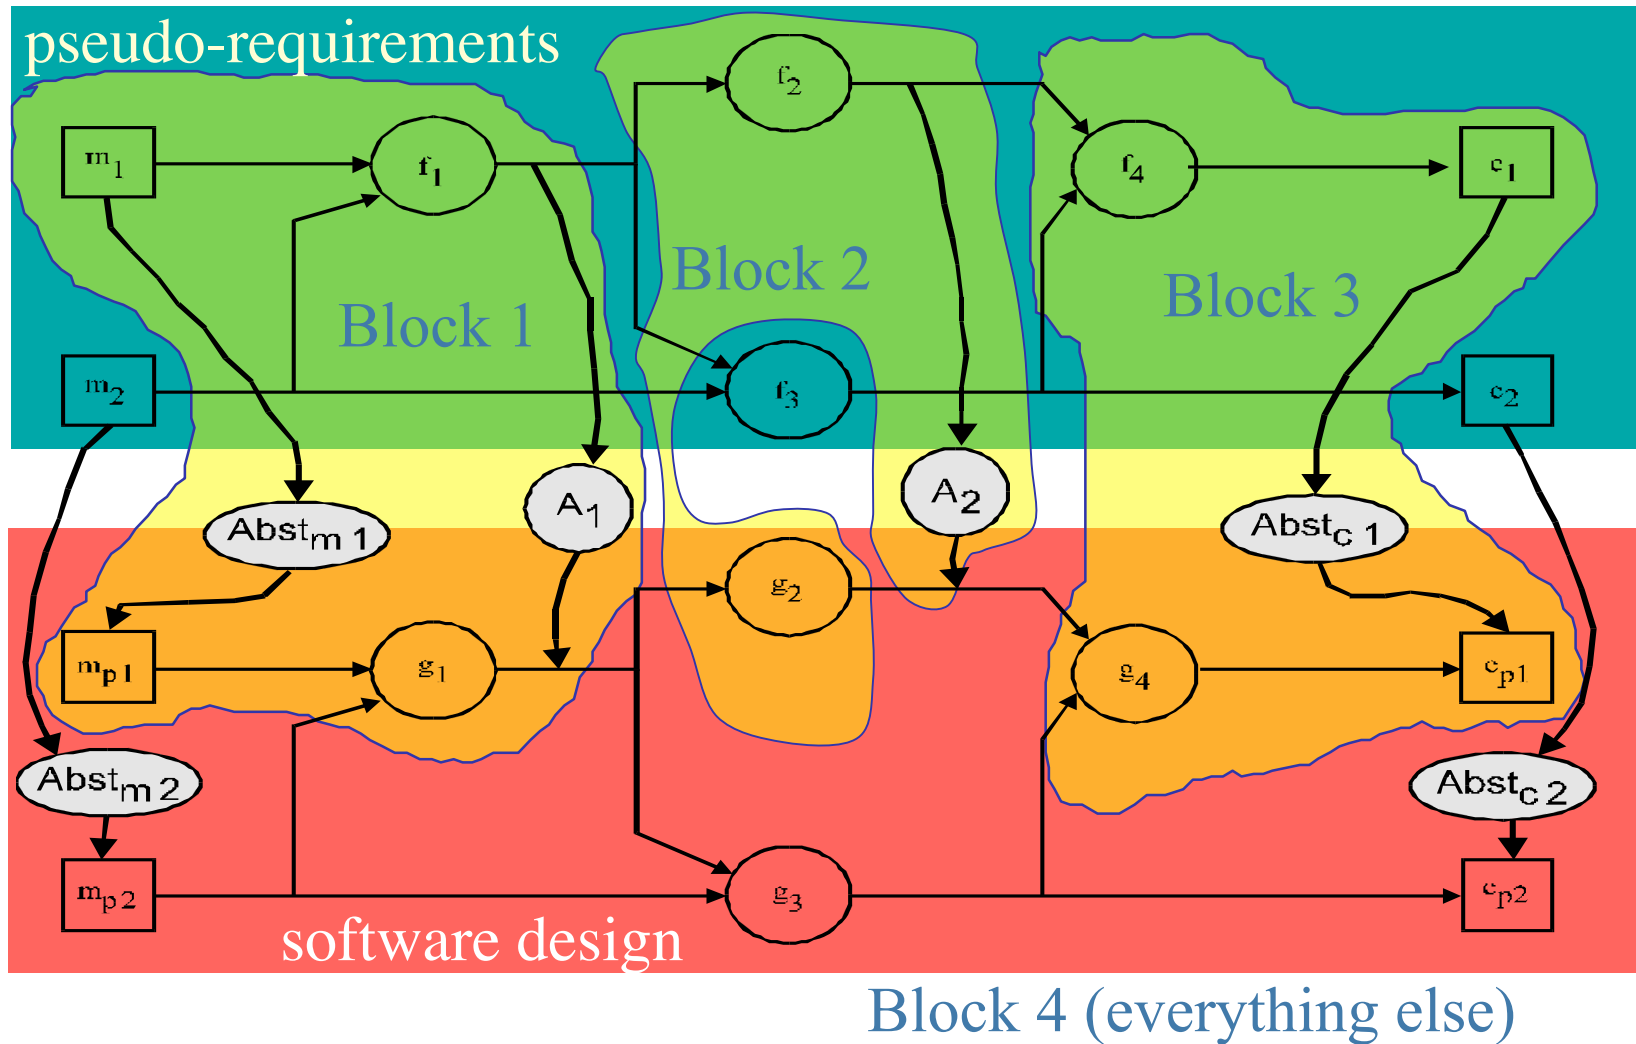 pseudo-requirements
f2
m1
f1
f4
c1
Block 2
Block 3
Block 1
m2
f3
c2
A1
A2
Abstm 1
Abstc 1
g2
mp1
g1
g4
cp1
Abstm 2
Abstc 2
mp2
g3
cp2
software design
Block 4 (everything else)